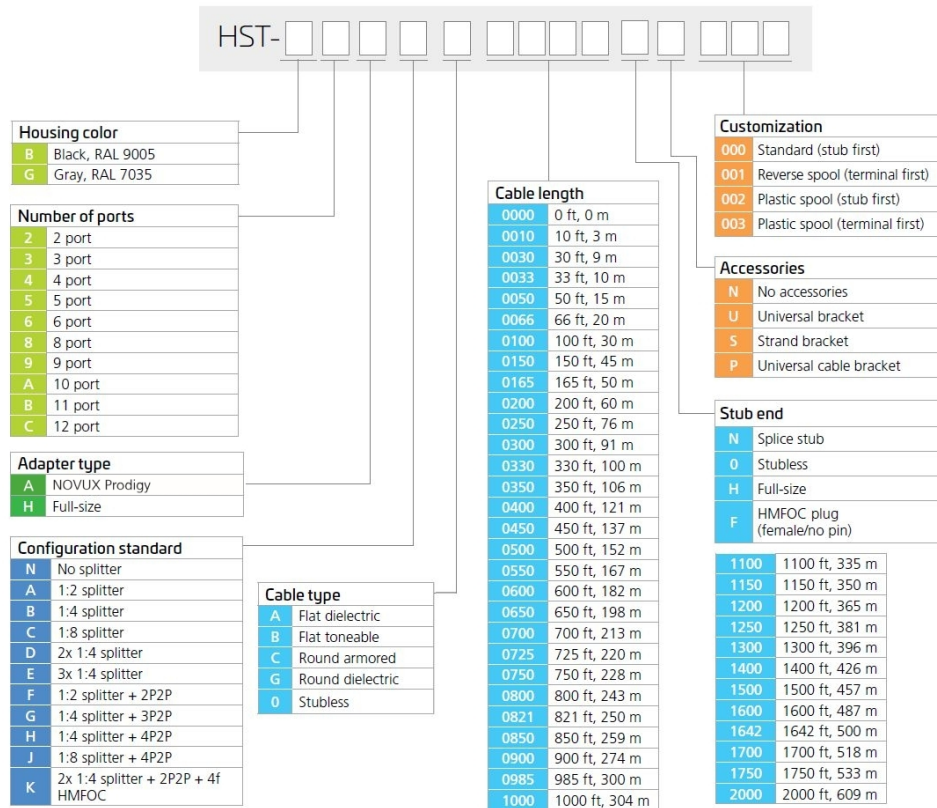 HST-
Housing color
B Black, RAL 9005
G Gray, RAL 7035
Number of ports
2 2 port
3 3 port
4 4 port
5 5 port
6 6 port
8 8 port
9 9 port
A 10 port
B 11 port
C 12 port
Adapter type
A NOVUX Prodigy
H Full-size
Configuration standard
N No splitter
A 1:2 splitter
B 1:4 splitter
C 1:8 splitter
D 2x 1:4 splitter
E 3x 1:4 splitter
F 1:2 splitter + 2P2P
G 1:4 splitter + 3P2P
H 1:4 splitter + 4P2P
J 1:8 splitter + 4P2P
K 2x 1:4 splitter + 2P2P + 4f
HMFOC
Cable type
A Flat dielectric
B Flat toneable
C Round armored
G Round dielectric
0 Stubless
Cable length
0000 0 ft, 0 m
0010 10 ft, 3 m
0030 30 ft, 9 m
0033 33 ft, 10 m
0050 50 ft, 15 m
0066 66 ft, 20 m
0100 100 ft, 30 m
0150 150 ft, 45 m
0165 165 ft, 50 m
0200 200 ft, 60 m
0250 250 ft, 76 m
0300 300 ft, 91 m
0330 330 ft, 100 m
0350 350 ft, 106 m
0400 400 ft, 121 m
0450 450 ft, 137 m
0500 500 ft, 152 m
0550 550 ft, 167 m
0600 600 ft, 182 m
0650 650 ft, 198 m
0700 700 ft, 213 m
0725 725 ft, 220 m
0750 750 ft, 228 m
0800 800 ft, 243 m
0821 821 ft, 250 m
0850 850 ft, 259 m
0900 900 ft, 274 m
0985 985 ft, 300 m
1000 1000 ft, 304 m
1100 1100 ft, 335 m
1150 1150 ft, 350 m
1200 1200 ft, 365 m
1250 1250 ft, 381 m
1300 1300 ft, 396 m
1400 1400 ft, 426 m
1500 1500 ft, 457 m
1600 1600 ft, 487 m
1642 1642 ft, 500 m
1700 1700 ft, 518 m
1750 1750 ft, 533 m
2000 2000 ft, 609 m
Stub end
N Splice stub
0 Stubless
H Full-size
F HMFOC plug
(female/no pin)
Accessories
N No accessories
U Universal bracket
S Strand bracket
P Universal cable bracket
Customization
000 Standard (stub first)
001 Reverse spool (terminal first)
002 Plastic spool (stub first)
003 Plastic spool (terminal first)